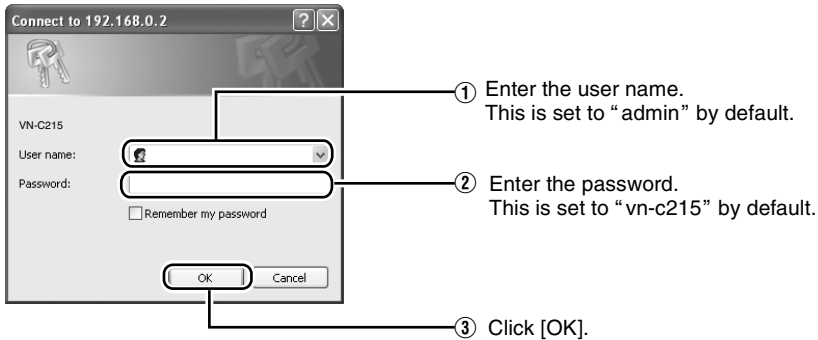 Connect to 192.168.0.2
VN-C215
User name:
Password:
Remember my password
OK
Cancel
① Enter the user name.
This is set to “admin” by default.
② Enter the password.
This is set to “vn-c215” by default.
③ Click [OK].